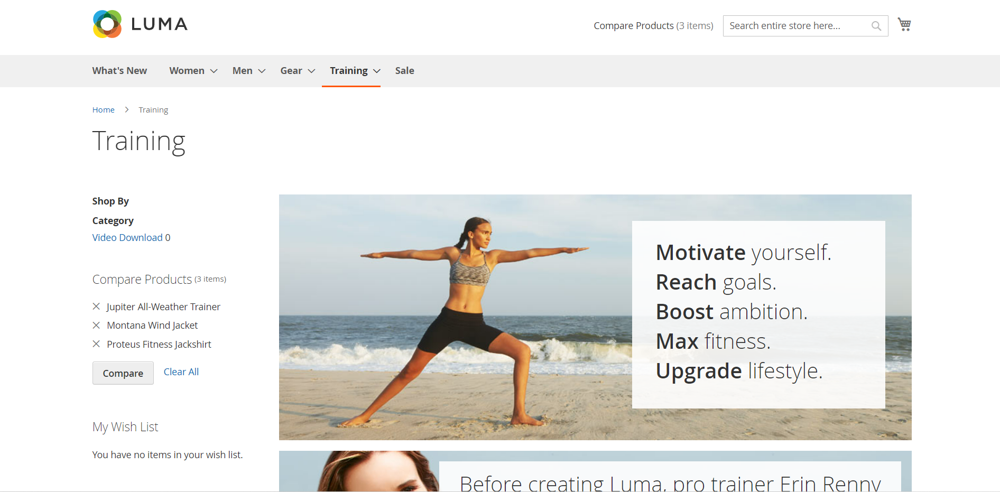 LUMA
Compare Products (3 items)
Search entire store here...
What's New
Women
Men
Gear
Training
Sale
Home
Training
Training
Shop By
Category
Video Download 0
Compare Products (3 items)
Jupiter All-Weather Trainer
Montana Wind Jacket
Proteus Fitness Jackshirt
Compare
Clear All
My Wish List
You have no items in your wish list.
Motivate yourself.
Reach goals.
Boost ambition.
Max fitness.
Upgrade lifestyle.
Before creating Luma, pro trainer Erin Renny